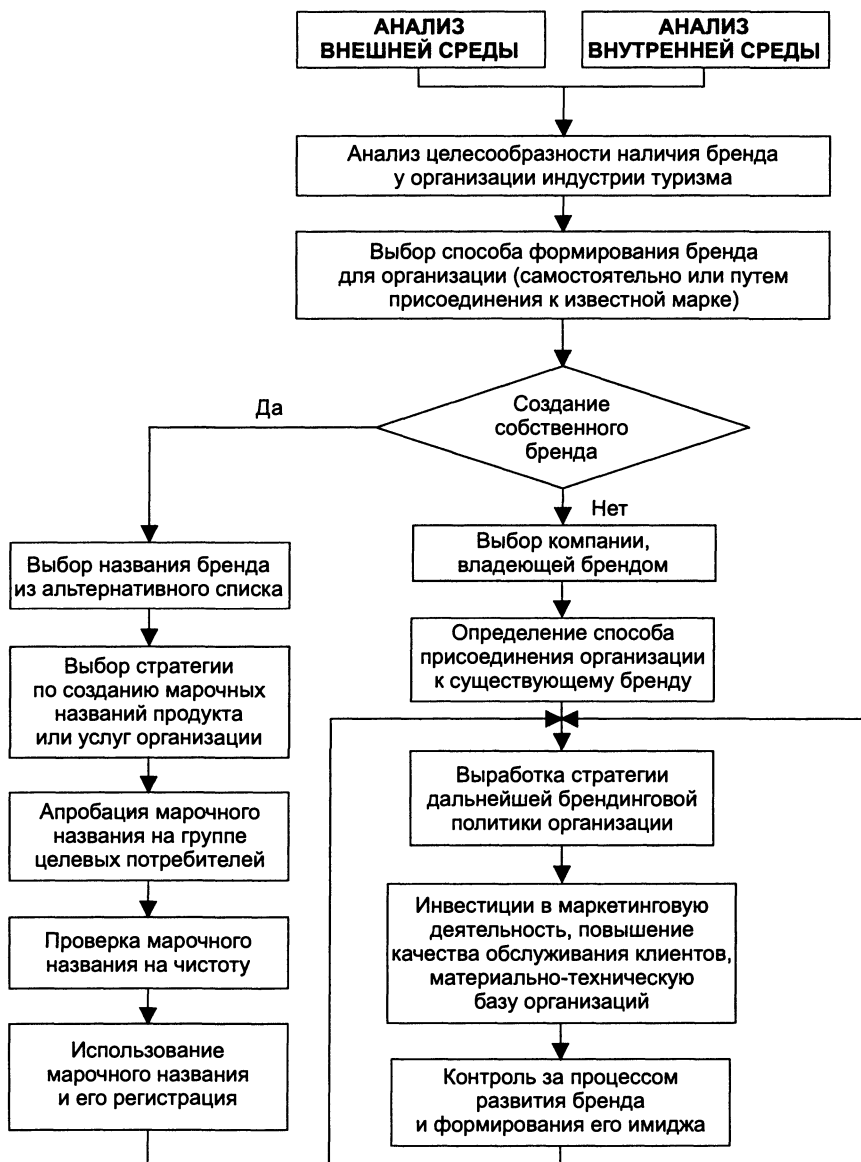 АНАЛИЗ
ВНЕШНЕЙ СРЕДЫ
АНАЛИЗ
ВНУТРЕННЕЙ СРЕДЫ
Анализ целесообразности наличия бренда
у организации индустрии туризма
Выбор способа формирования бренда
для организации (самостоятельно или путем
присоединения к известной марке)
Создание
собственного
бренда
Да
Выбор названия бренда
из альтернативного списка
Выбор стратегии
по созданию марочных
названий продукта
или услуг организации
Апробация марочного
названия на группе
целевых потребителей
Проверка марочного
названия на чистоту
Использование
марочного названия
и его регистрация
Нет
Выбор компании,
владеющей брендом
Определение способа
присоединения организации
к существующему бренду
Выработка стратегии
дальнейшей брендинговой
политики организации
Инвестиции в маркетинговую
деятельность, повышение
качества обслуживания клиентов,
материально-техническую
базу организаций
Контроль за процессом
развития бренда
и формирования его имиджа